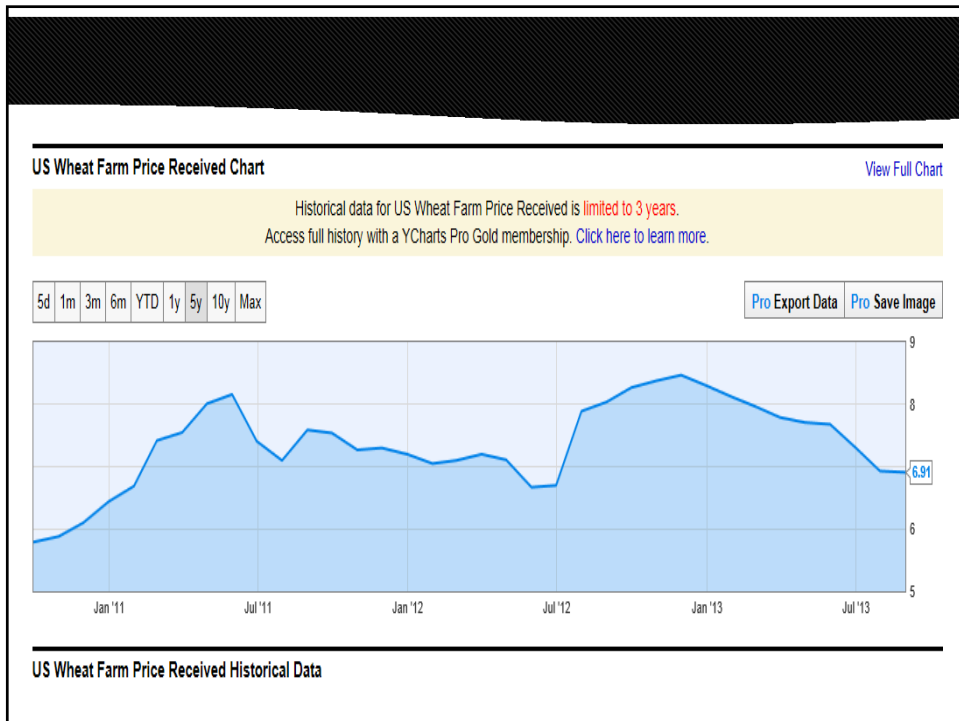 US Wheat Farm Price Received Chart
View Full Chart
Historical data for US Wheat Farm Price Received is limited to 3 years.
Access full history with a YCharts Pro Gold membership. Click here to learn more.
5d 1m 3m 6m YTD 1y 5y 10y Max
Pro Export Data Pro Save Image
9
8
6.91
6
5
Jan '11 Jul '11 Jan '12 Jul '12 Jan '13 Jul '13
US Wheat Farm Price Received Historical Data